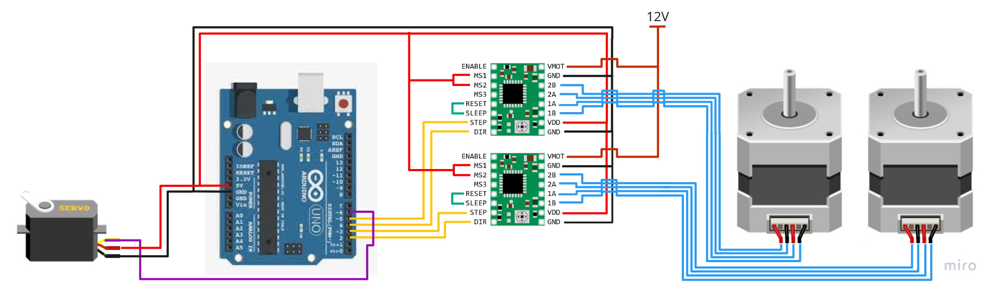 12V
ENABLE
MS1
MS2
MS3
RESET
SLEEP
STEP
DIR
VMOT
GND
2B
2A
1A
1B
VDD
GND
ENABLE
MS1
MS2
MS3
RESET
SLEEP
STEP
DIR
VMOT
GND
2B
2A
1A
1B
VDD
GND
SERVO
IOREF
RESET
3.3V
5V
GND
GND
Vin
POWER
A0
A1
A2
A3
A4
A5
ANALOG IN
ARDUINO
UNO
SCL
SDA
AREF
GND
13
12
~11
~10
~9
8
7
~6
~5
4
~3
2
TX→1
RX←0
DIGITAL (PWM~)
miro